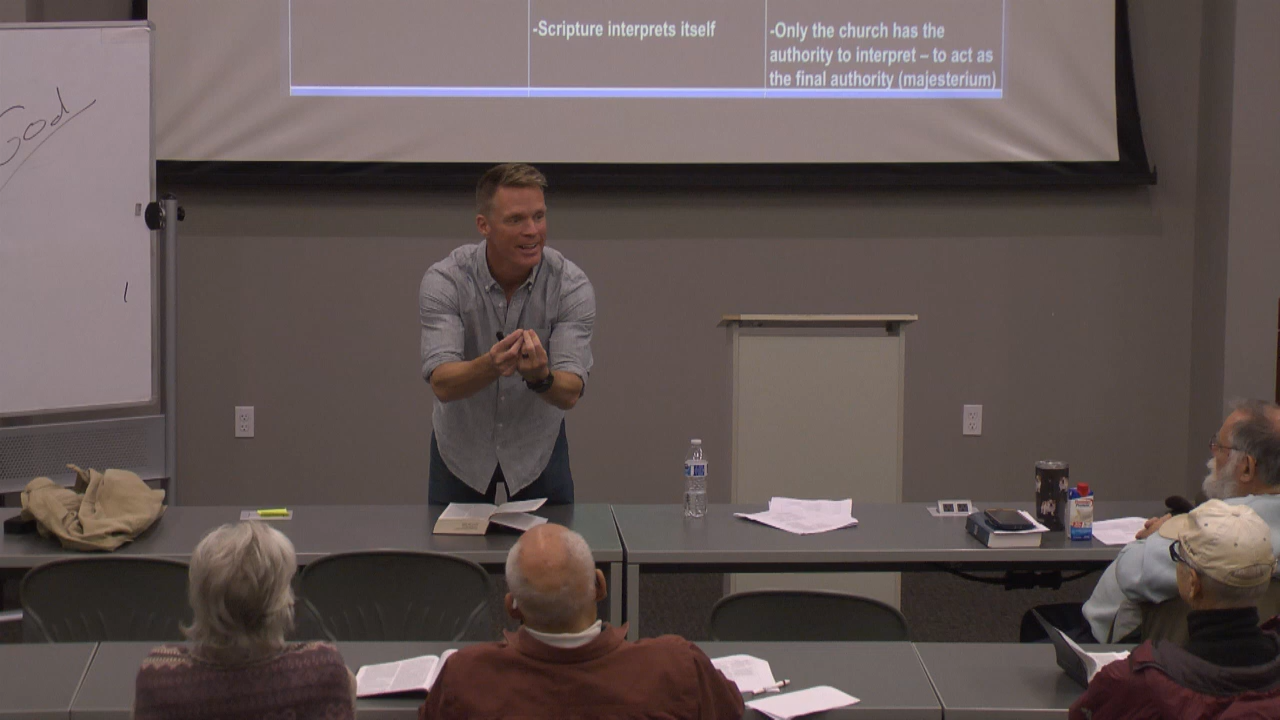 -Scripture interprets itself
-Only the church has the
authority to interpret – to act as
the final authority (majesterium)
God